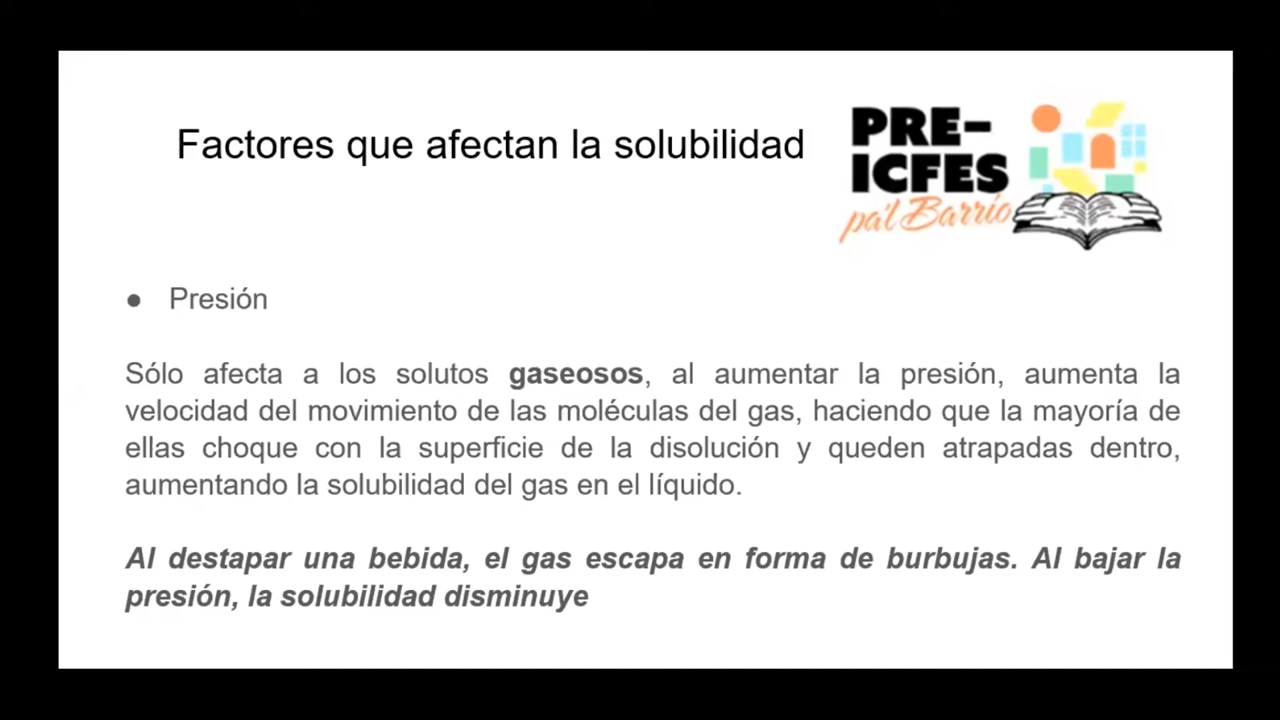 Factores que afectan la solubilidad
PRE-
ICFES
pa'l Barrio
● Presión
Sólo afecta a los solutos gaseosos, al aumentar la presión, aumenta la
velocidad del movimiento de las moléculas del gas, haciendo que la mayoría de
ellas choque con la superficie de la disolución y queden atrapadas dentro,
aumentando la solubilidad del gas en el líquido.
Al destapar una bebida, el gas escapa en forma de burbujas. Al bajar la
presión, la solubilidad disminuye